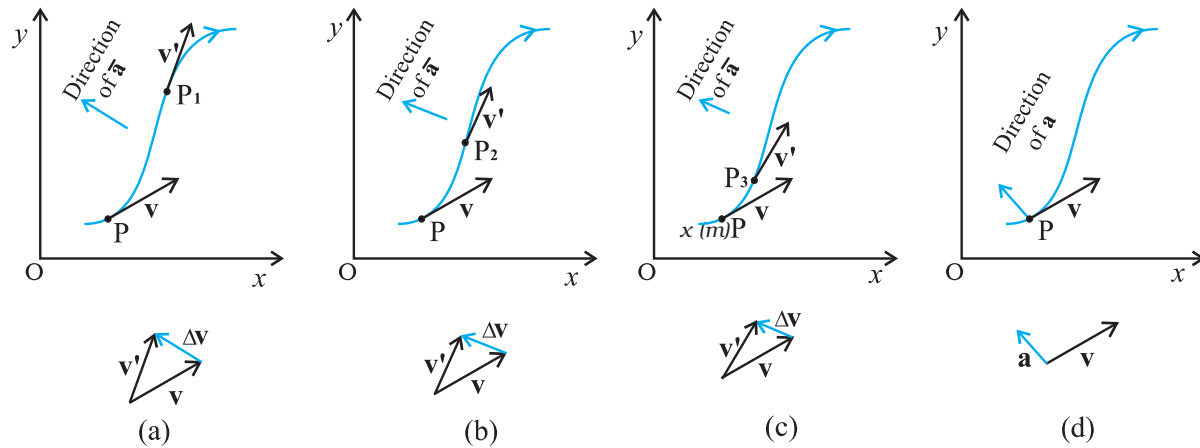 y
v'
Direction
of a̅
P₁
v
P
O
x
Δv
v'
v
(a)
y
Direction
of a̅
v'
P₂
v
P
O
x
Δv
v'
v
(b)
y
Direction
of a̅
P₃
v'
v
x (m)P
O
x
Δv
v'
v
(c)
y
Direction
of a
v
P
O
x
a
v
(d)